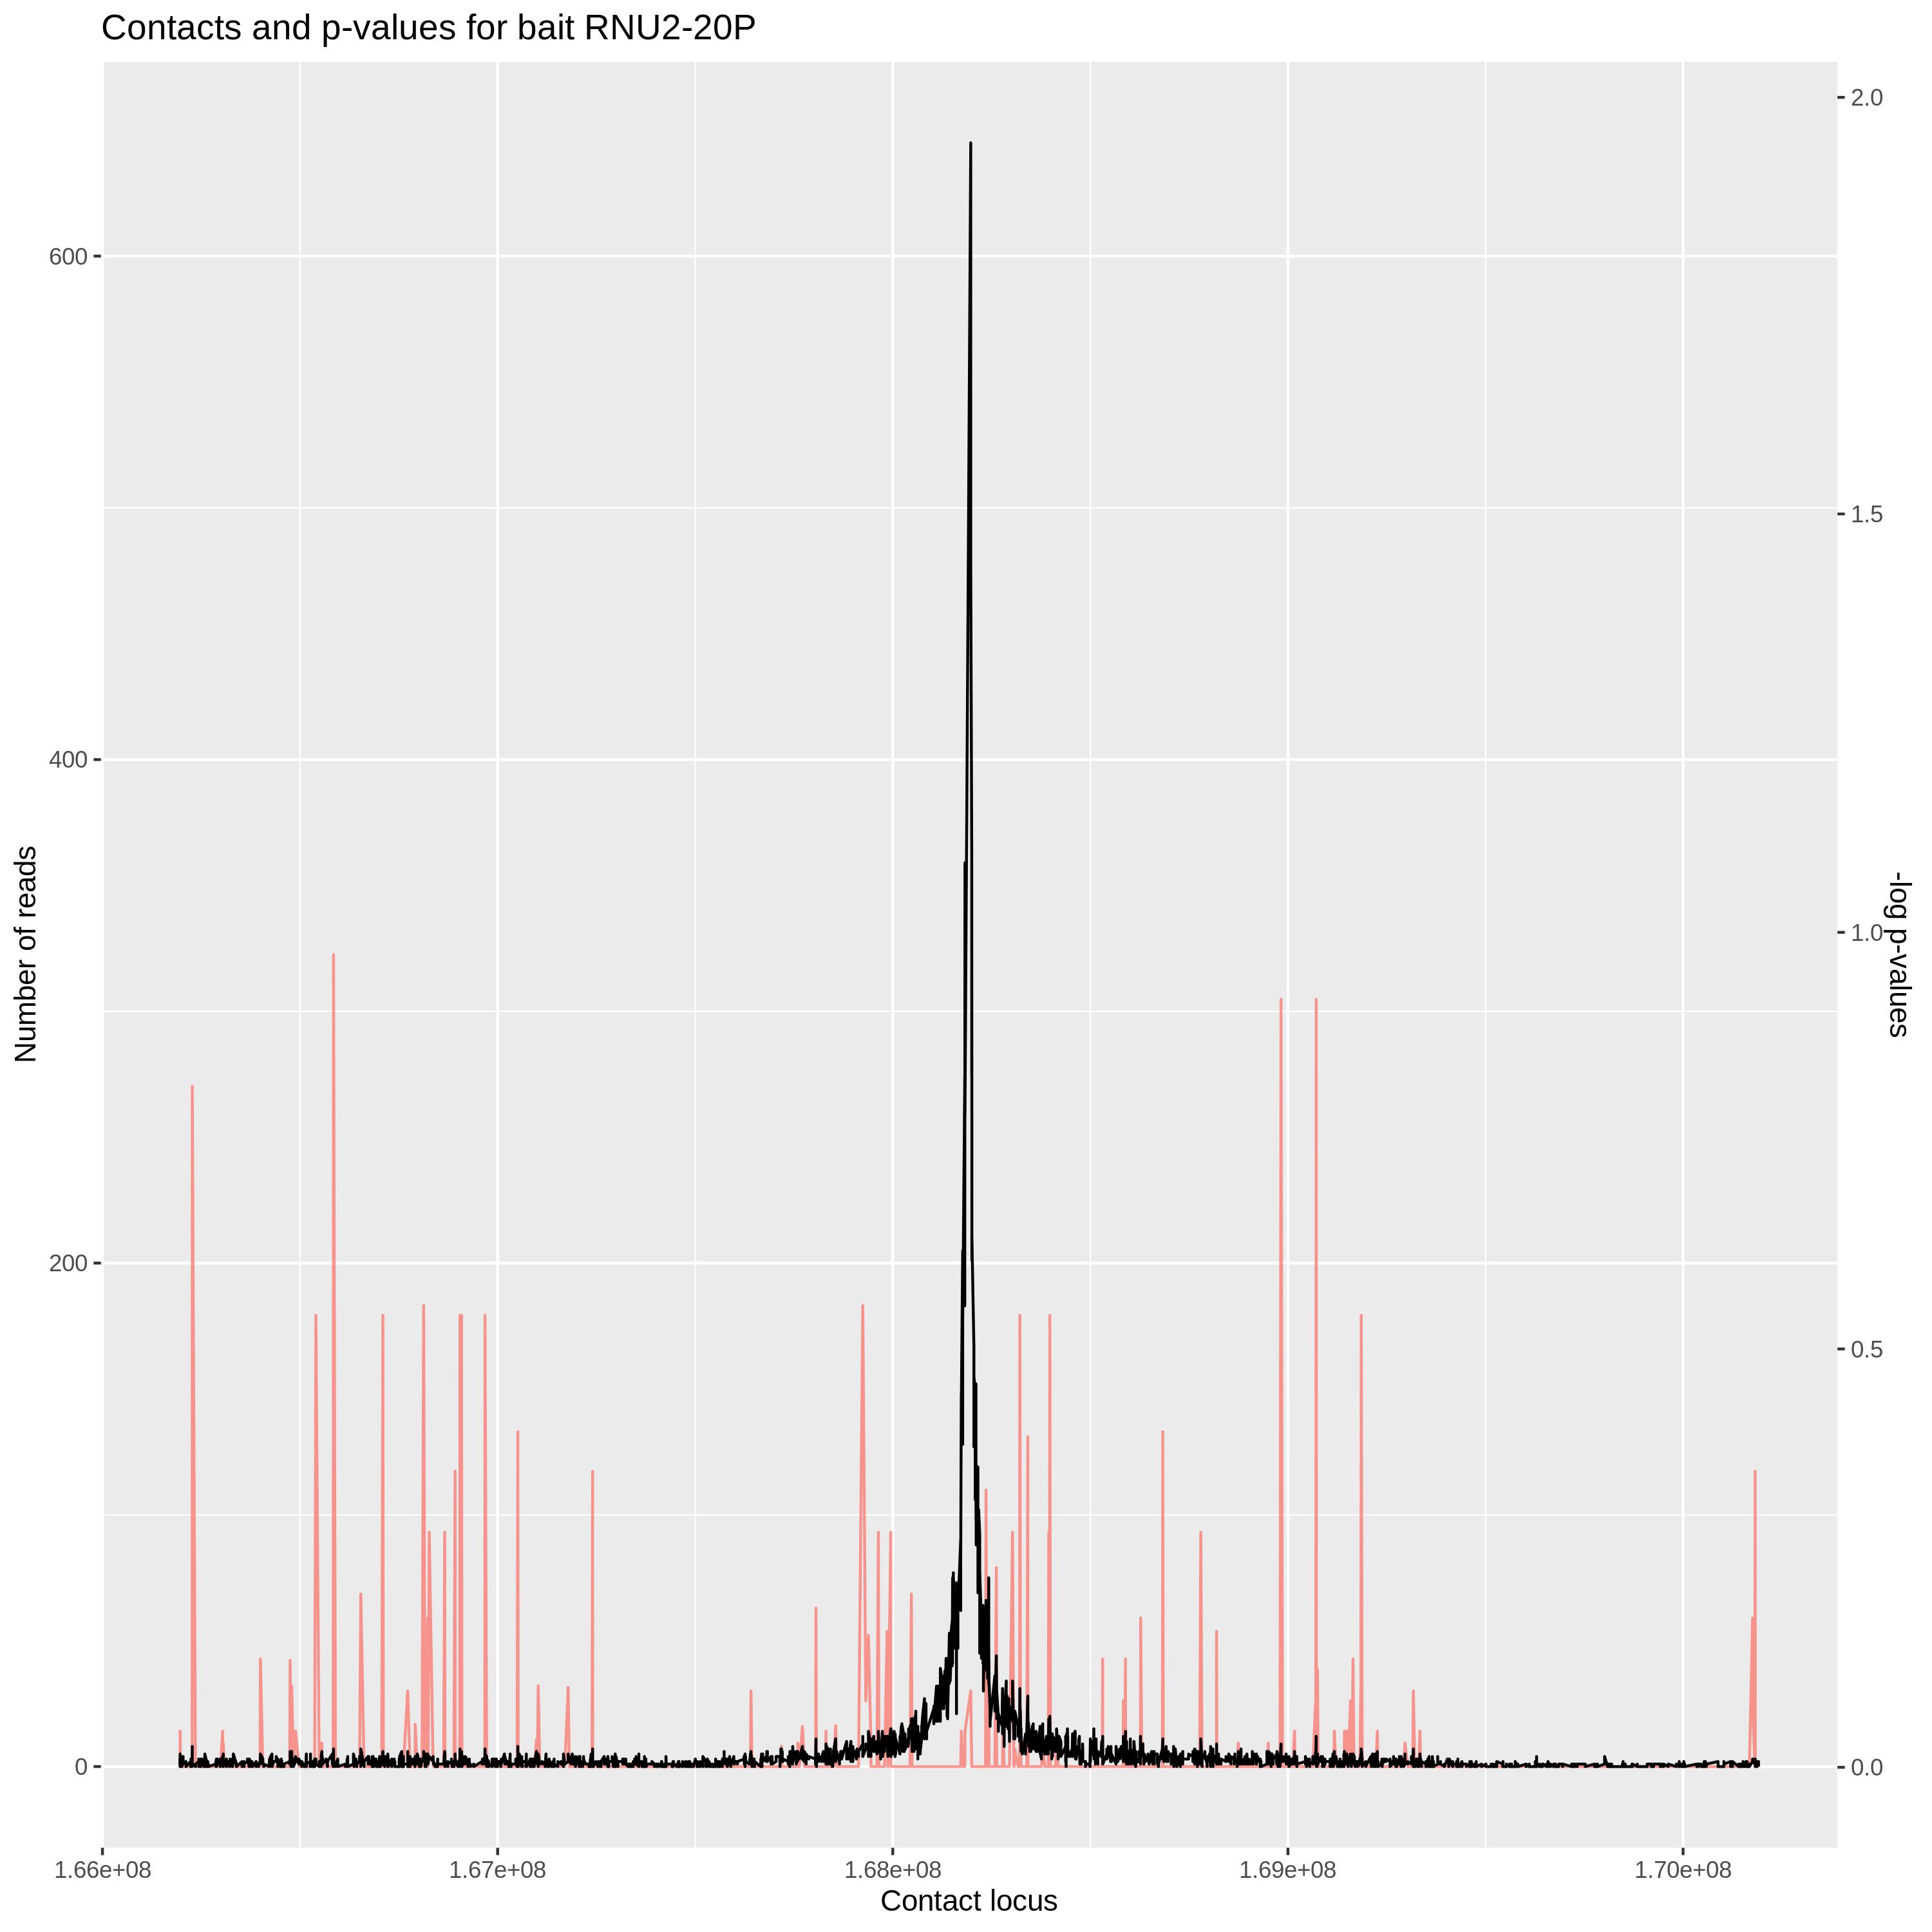 Contacts and p-values for bait RNU2-20P
Number of reads
600
400
200
0
2.0
1.5
1.0
0.5
0.0
-log p-values
1.66e+08 1.67e+08 1.68e+08 1.69e+08 1.70e+08
Contact locus